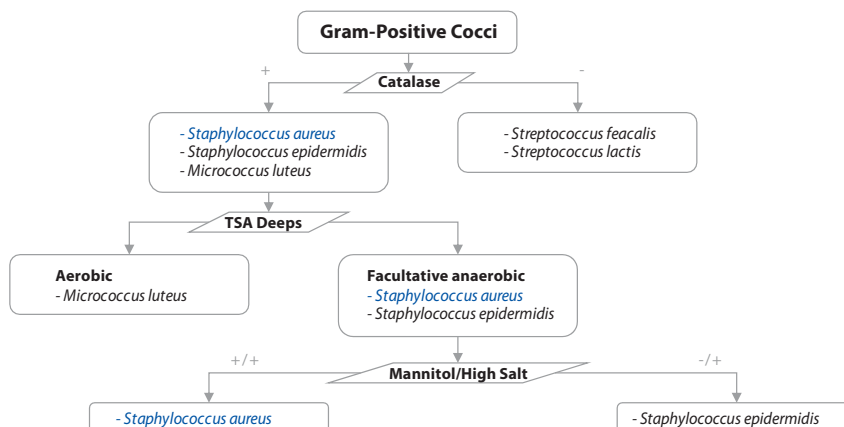 Gram-Positive Cocci
+
-
Catalase
- Staphylococcus aureus
- Staphylococcus epidermidis
- Micrococcus luteus
- Streptococcus feacalis
- Streptococcus lactis
TSA Deeps
Aerobic
- Micrococcus luteus
Facultative anaerobic
- Staphylococcus aureus
- Staphylococcus epidermidis
+/+
-/+
Mannitol/High Salt
- Staphylococcus aureus
- Staphylococcus epidermidis